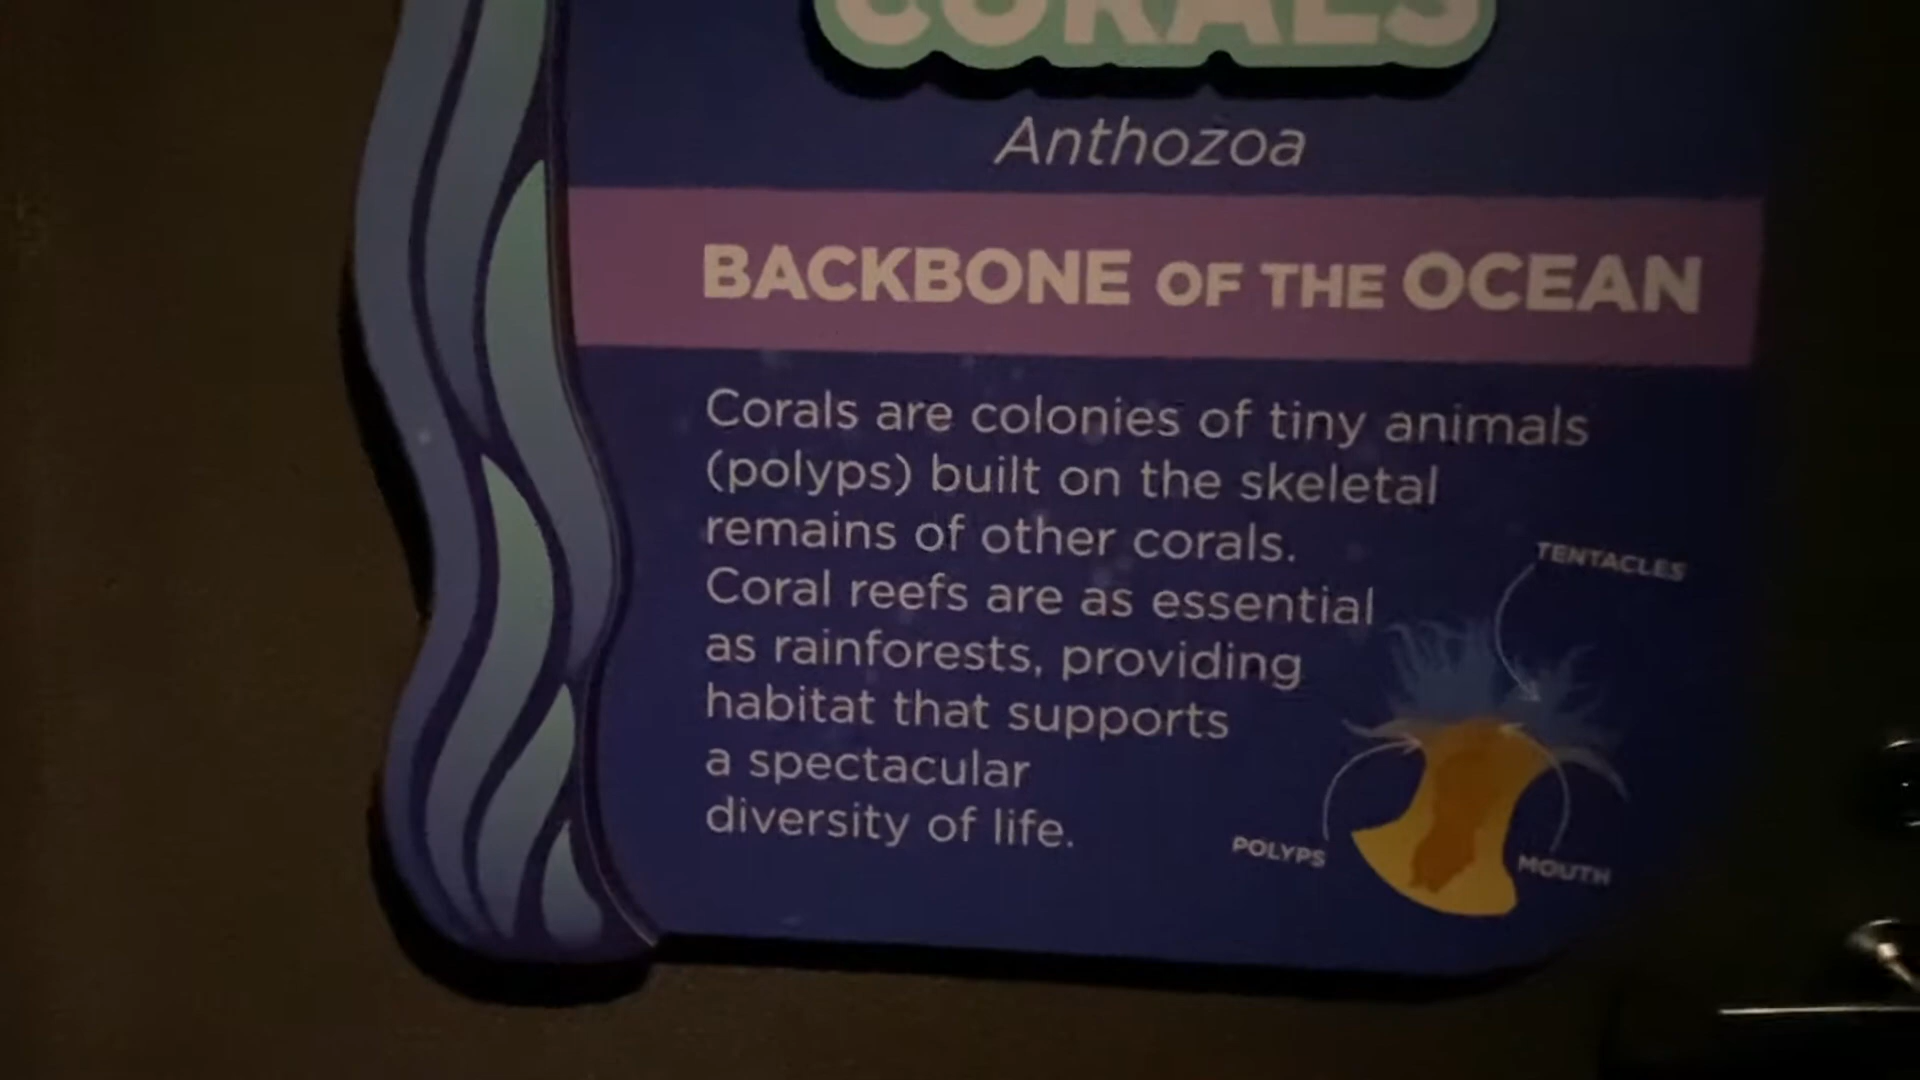 CORALS
Anthozoa
BACKBONE OF THE OCEAN
Corals are colonies of tiny animals
(polyps) built on the skeletal
remains of other corals.
Coral reefs are as essential
as rainforests, providing
habitat that supports
a spectacular
diversity of life.
TENTACLES
POLYPS
MOUTH